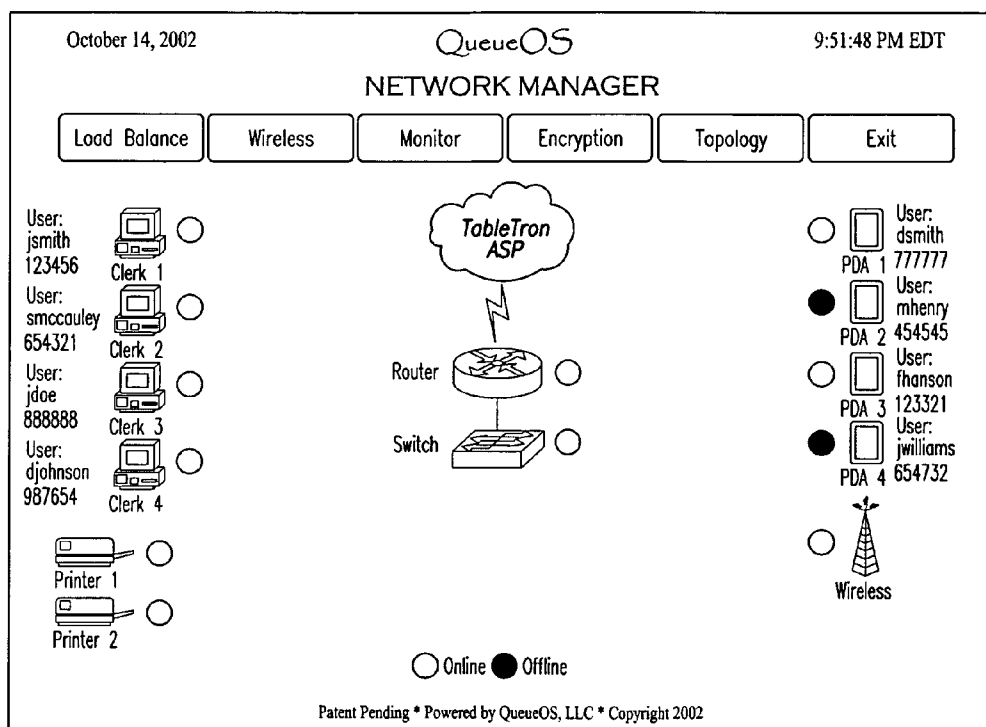 October 14, 2002
QueueOS
9:51:48 PM EDT
NETWORK MANAGER
Load Balance
Wireless
Monitor
Encryption
Topology
Exit
User:
jsmith
123456
Clerk 1
User:
smccauley
654321
Clerk 2
User:
jdoe
888888
Clerk 3
User:
djohnson
987654
Clerk 4
Printer 1
Printer 2
TableTron
ASP
Router
Switch
User:
dsmith
PDA 1 777777
User:
mhenry
PDA 2 454545
User:
fhanson
PDA 3 123321
User:
jwilliams
PDA 4 654732
Wireless
Online Offline
Patent Pending * Powered by QueueOS, LLC * Copyright 2002